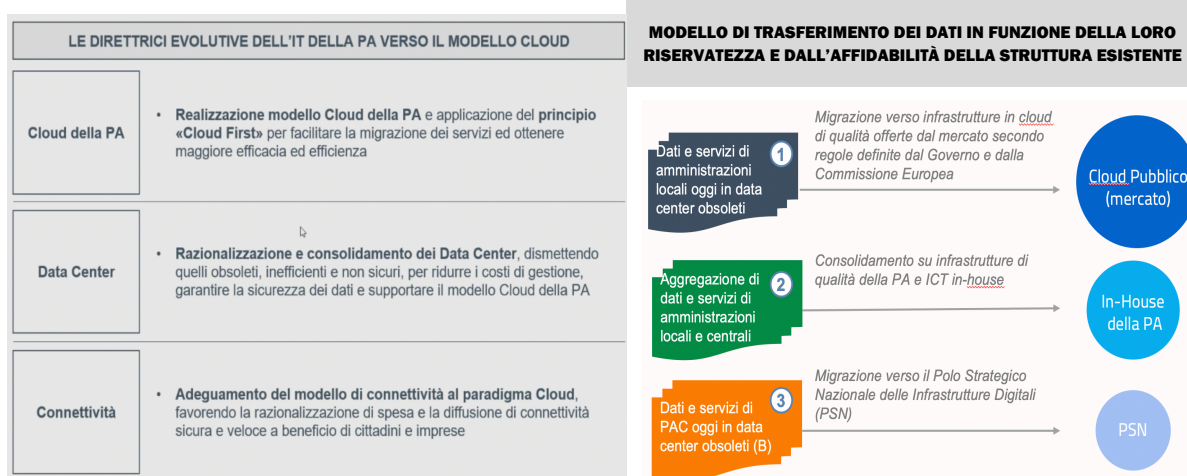 LE DIRETTRICI EVOLUTIVE DELL'IT DELLA PA VERSO IL MODELLO CLOUD
Cloud della PA
• Realizzazione modello Cloud della PA e applicazione del principio
«Cloud First» per facilitare la migrazione dei servizi ed ottenere
maggiore efficacia ed efficienza
Data Center
• Razionalizzazione e consolidamento dei Data Center, dismettendo
quelli obsoleti, inefficienti e non sicuri, per ridurre i costi di gestione,
garantire la sicurezza dei dati e supportare il modello Cloud della PA
Connettività
• Adeguamento del modello di connettività al paradigma Cloud,
favorendo la razionalizzazione di spesa e la diffusione di connettività
sicura e veloce a beneficio di cittadini e imprese
MODELLO DI TRASFERIMENTO DEI DATI IN FUNZIONE DELLA LORO
RISERVATEZZA E DALL'AFFIDABILITÀ DELLA STRUTTURA ESISTENTE
Dati e servizi di
amministrazioni
locali oggi in data
center obsoleti
1
Migrazione verso infrastrutture in cloud
di qualità offerte dal mercato secondo
regole definite dal Governo e dalla
Commissione Europea
Cloud Pubblico
(mercato)
Aggregazione di
dati e servizi di
amministrazioni
locali e centrali
2
Consolidamento su infrastrutture di
qualità della PA e ICT in-house
In-House
della PA
Dati e servizi di
PAC oggi in data
center obsoleti (B)
3
Migrazione verso il Polo Strategico
Nazionale delle Infrastrutture Digitali
(PSN)
PSN